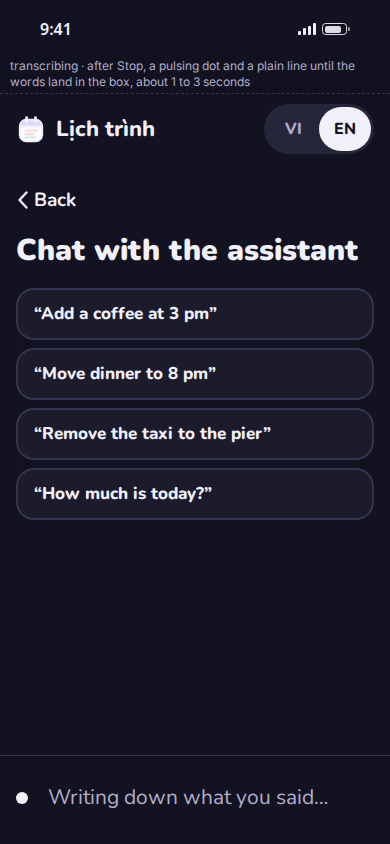 9:41
transcribing · after Stop, a pulsing dot and a plain line until the
words land in the box, about 1 to 3 seconds
Lịch trình
VI
EN
Back
Chat with the assistant
“Add a coffee at 3 pm”
“Move dinner to 8 pm”
“Remove the taxi to the pier”
“How much is today?”
Writing down what you said...